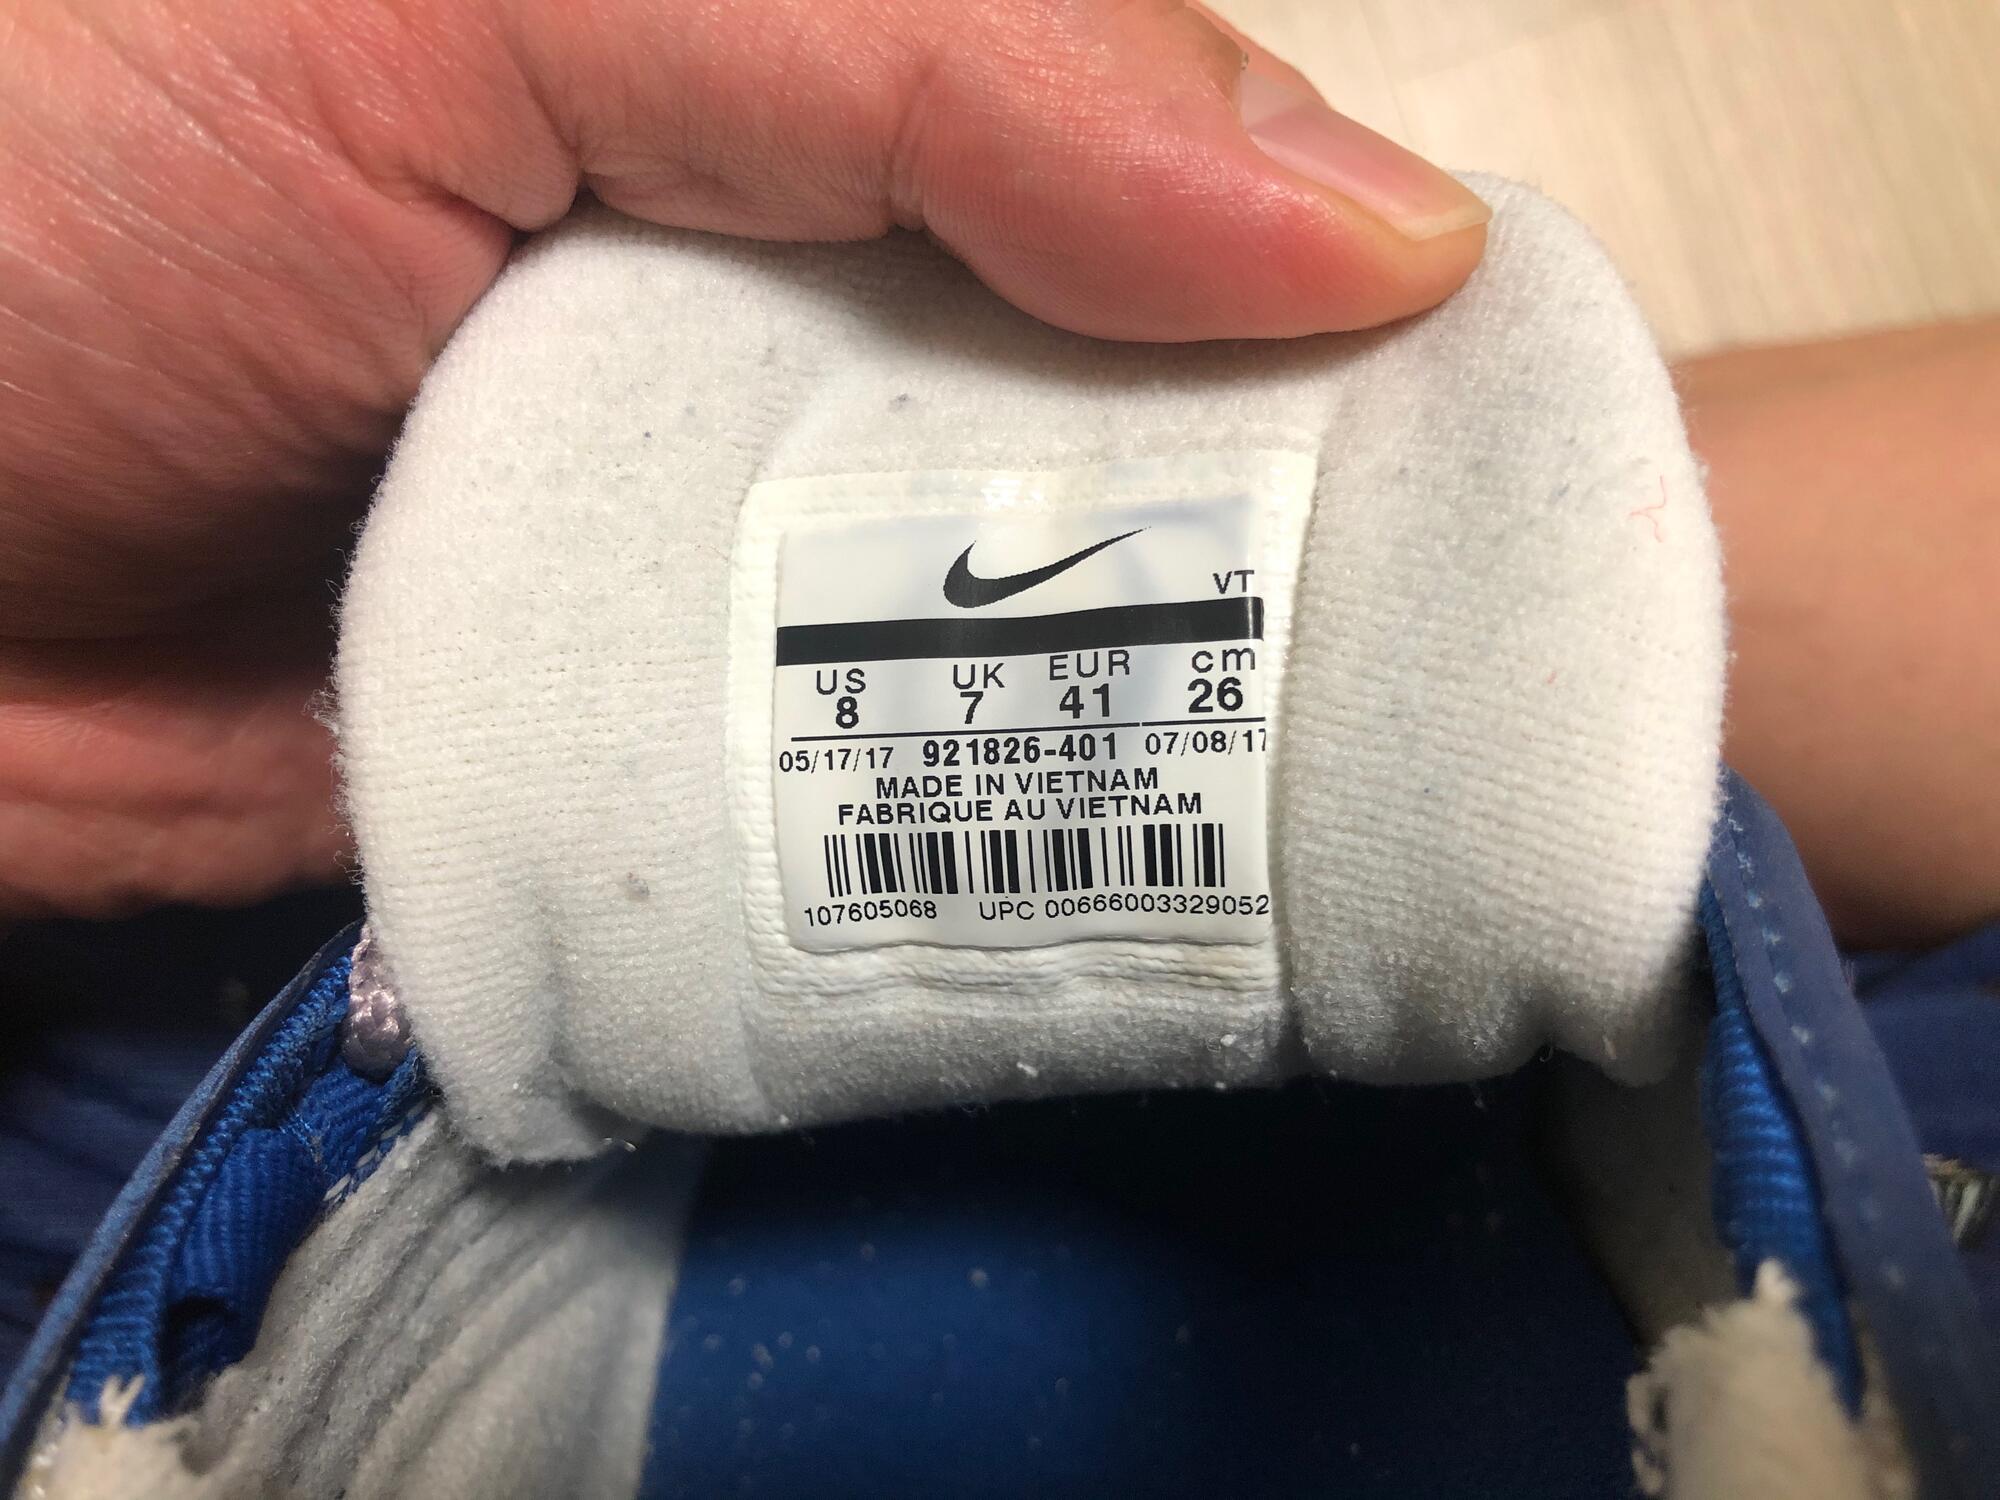 VT
US UK EUR cm
8 7 41 26
05/17/17 921826-401 07/08/17
MADE IN VIETNAM
FABRIQUE AU VIETNAM
107605068 UPC 00666003329052